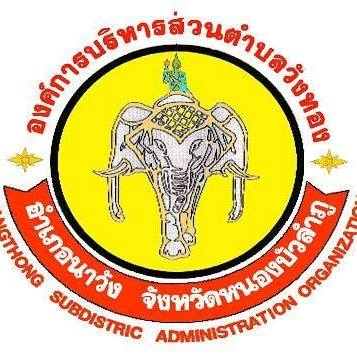 องค์การบริหารส่วนตำบลวังทอง
อำเภอนาวัง จังหวัดหนองบัวลำภู
NGTHONG SUBDISTRIC ADMINISTRATION ORGANIZATION